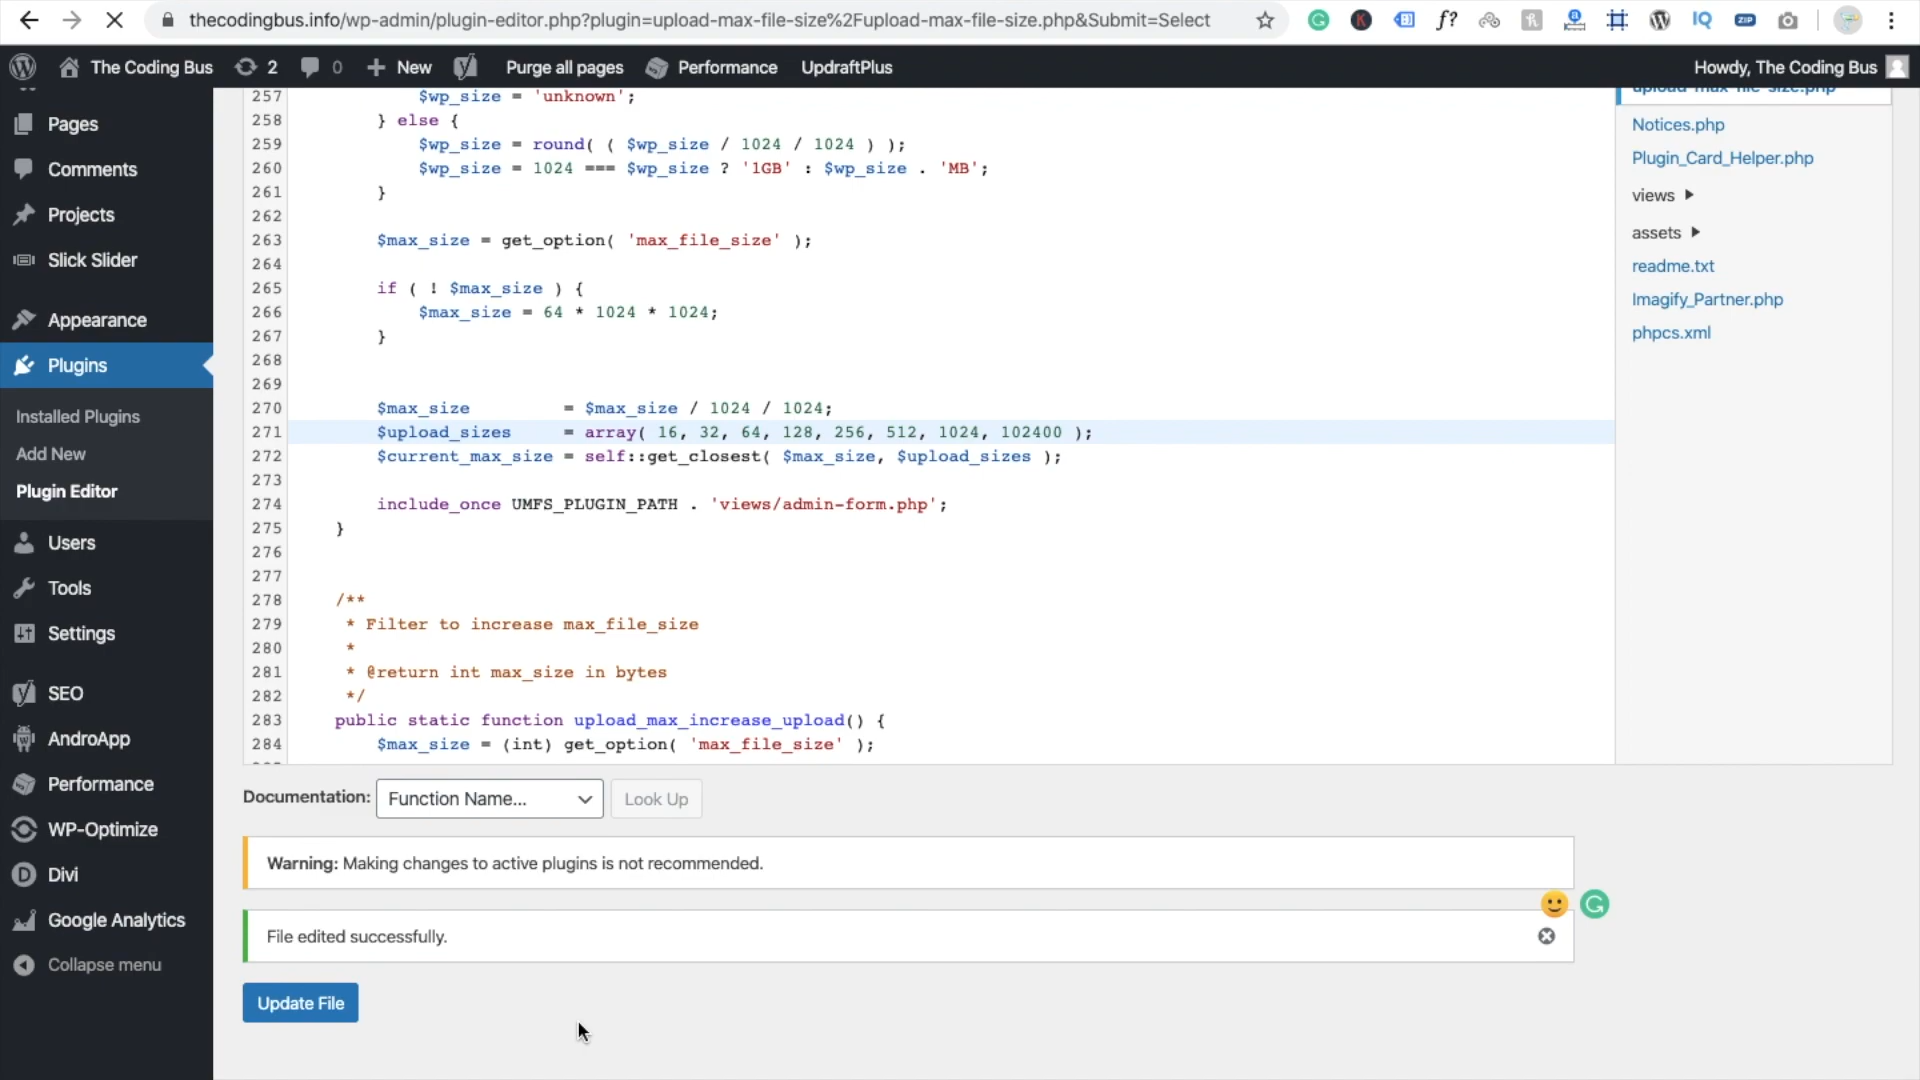 thecodingbus.info/wp-admin/plugin-editor.php?plugin=upload-max-file-size%2Fupload-max-file-size.php&Submit=Select
The Coding Bus 2 0 New Purge all pages Performance UpdraftPlus Howdy, The Coding Bus
Pages
Comments
Projects
Slick Slider
Appearance
Plugins
Installed Plugins
Add New
Plugin Editor
Users
Tools
Settings
SEO
AndroApp
Performance
WP-Optimize
Divi
Google Analytics
Collapse menu
257 $wp_size = 'unknown';
258 } else {
259 $wp_size = round( ( $wp_size / 1024 / 1024 ) );
260 $wp_size = 1024 === $wp_size ? '1GB' : $wp_size . 'MB';
261 }
262
263 $max_size = get_option( 'max_file_size' );
264
265 if ( ! $max_size ) {
266 $max_size = 64 * 1024 * 1024;
267 }
268
269
270 $max_size = $max_size / 1024 / 1024;
271 $upload_sizes = array( 16, 32, 64, 128, 256, 512, 1024, 102400 );
272 $current_max_size = self::get_closest( $max_size, $upload_sizes );
273
274 include_once UMFS_PLUGIN_PATH . 'views/admin-form.php';
275 }
276
277
278 /**
279 * Filter to increase max_file_size
280 *
281 * @return int max_size in bytes
282 */
283 public static function upload_max_increase_upload() {
284 $max_size = (int) get_option( 'max_file_size' );
upload-max-file-size.php
Notices.php
Plugin_Card_Helper.php
views
assets
readme.txt
Imagify_Partner.php
phpcs.xml
Documentation: Function Name... Look Up
Warning: Making changes to active plugins is not recommended.
File edited successfully.
Update File